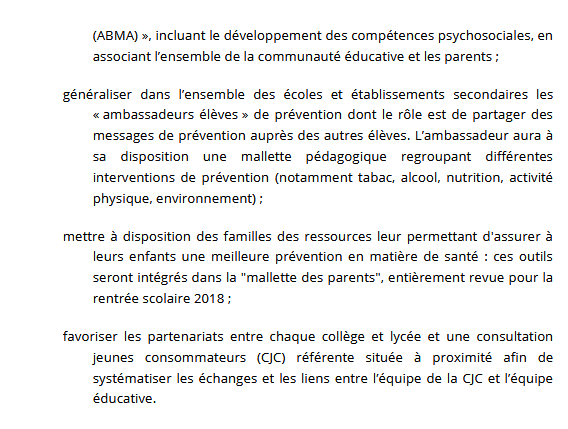 (ABMA) », incluant le développement des compétences psychosociales, en
associant l’ensemble de la communauté éducative et les parents ;
généraliser dans l’ensemble des écoles et établissements secondaires les
« ambassadeurs élèves » de prévention dont le rôle est de partager des
messages de prévention auprès des autres élèves. L’ambassadeur aura à
sa disposition une mallette pédagogique regroupant différentes
interventions de prévention (notamment tabac, alcool, nutrition, activité
physique, environnement) ;
mettre à disposition des familles des ressources leur permettant d'assurer à
leurs enfants une meilleure prévention en matière de santé : ces outils
seront intégrés dans la "mallette des parents", entièrement revue pour la
rentrée scolaire 2018 ;
favoriser les partenariats entre chaque collège et lycée et une consultation
jeunes consommateurs (CJC) référente située à proximité afin de
systématiser les échanges et les liens entre l’équipe de la CJC et l’équipe
éducative.